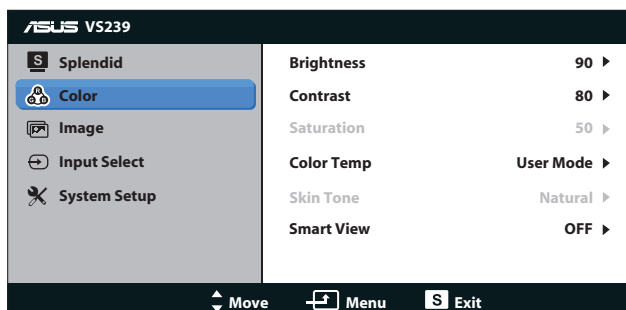 ASUS VS239
S Splendid
Color
Image
Input Select
System Setup
Brightness 90
Contrast 80
Saturation 50
Color Temp User Mode
Skin Tone Natural
Smart View OFF
Move Menu S Exit